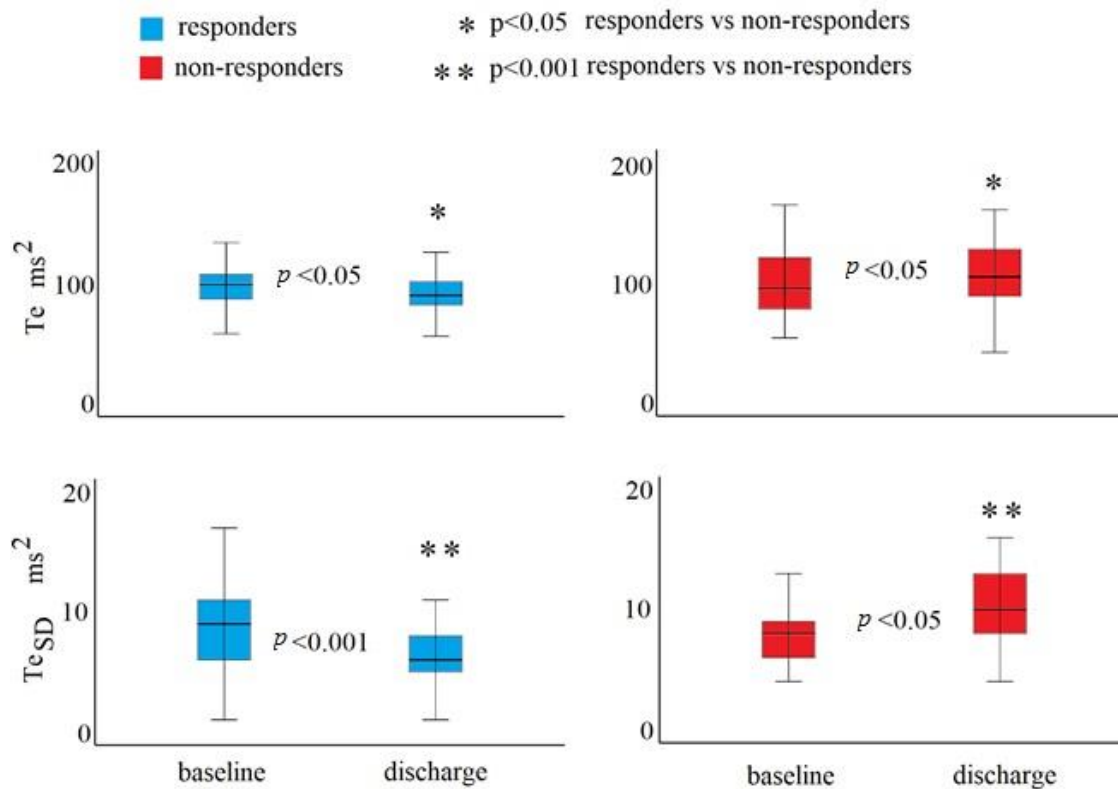 responders
* p<0.05 responders vs non-responders
non-responders
** p<0.001 responders vs non-responders
200
100
0
Te ms²
*
p <0.05
200
100
0
*
p <0.05
20
10
0
TeSD ms²
**
p <0.001
baseline discharge
20
10
0
**
p <0.05
baseline discharge